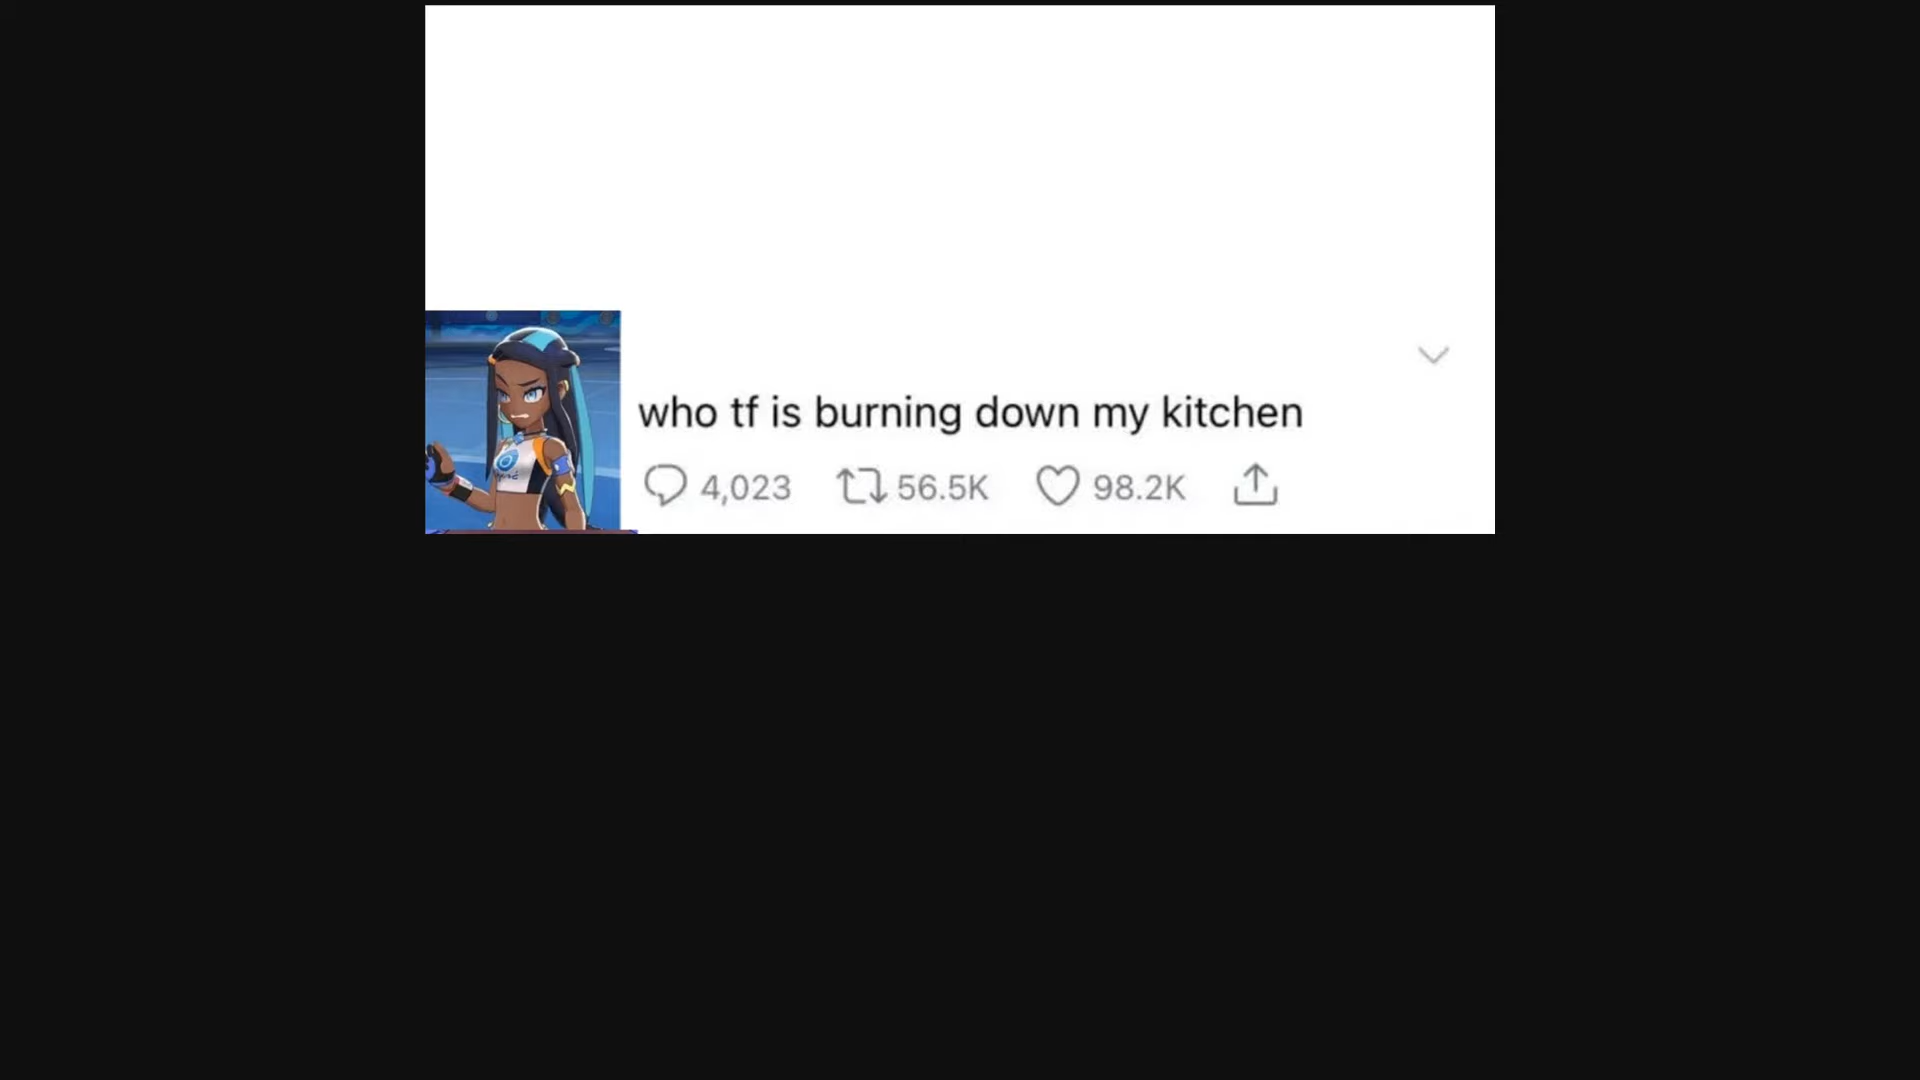 who tf is burning down my kitchen
4,023 56.5K 98.2K